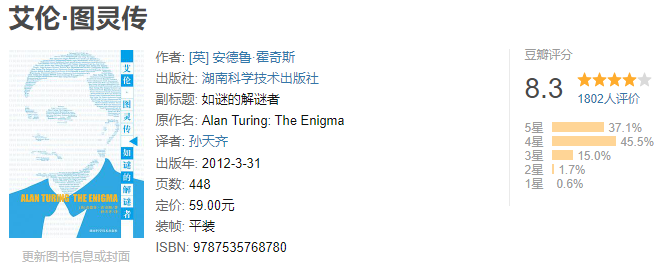 艾伦·图灵传
作者: [英] 安德鲁·霍奇斯
出版社: 湖南科学技术出版社
副标题: 如谜的解谜者
原作名: Alan Turing: The Enigma
译者: 孙天齐
出版年: 2012-3-31
页数: 448
定价: 59.00元
装帧: 平装
ISBN: 9787535768780
艾伦·图灵传
如谜的解谜者
ALAN TURING THE ENIGMA
更新图书信息或封面
豆瓣评分
8.3
1802人评价
5星 37.1%
4星 45.5%
3星 15.0%
2星 1.7%
1星 0.6%